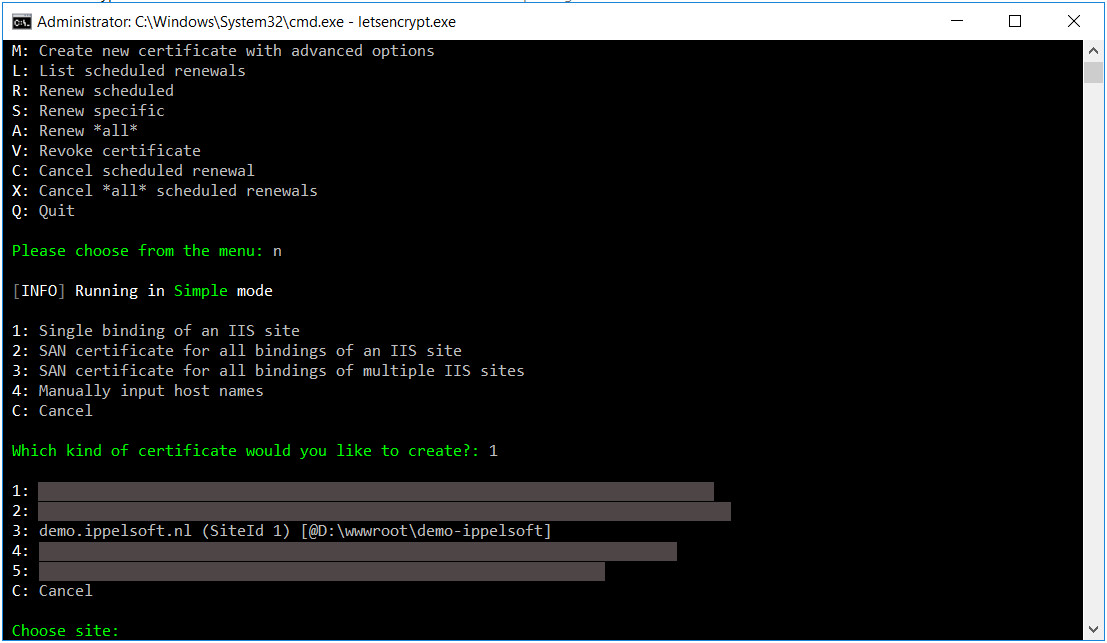 Administrator: C:\Windows\System32\cmd.exe - letsencrypt.exe
M: Create new certificate with advanced options
L: List scheduled renewals
R: Renew scheduled
S: Renew specific
A: Renew *all*
V: Revoke certificate
C: Cancel scheduled renewal
X: Cancel *all* scheduled renewals
Q: Quit
Please choose from the menu: n
[INFO] Running in Simple mode
1: Single binding of an IIS site
2: SAN certificate for all bindings of an IIS site
3: SAN certificate for all bindings of multiple IIS sites
4: Manually input host names
C: Cancel
Which kind of certificate would you like to create?: 1
1:
2:
3: demo.ippelsoft.nl (SiteId 1) [@D:\wwwroot\demo-ippelsoft]
4:
5:
C: Cancel
Choose site: